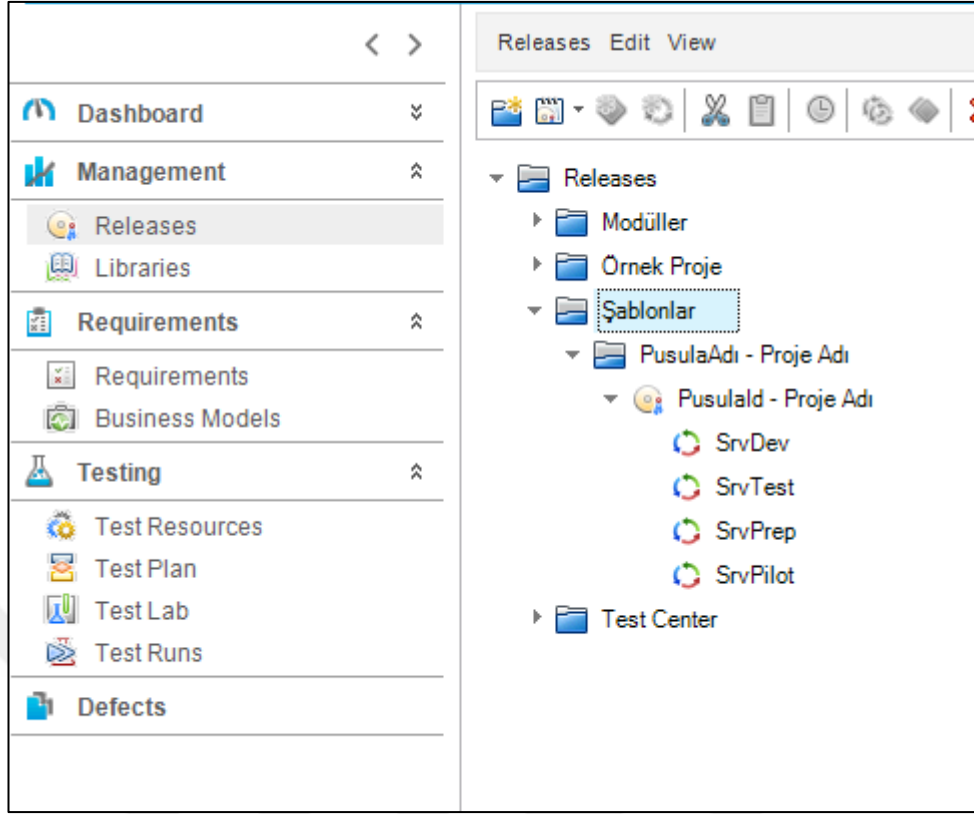 Dashboard
Management
Releases
Libraries
Requirements
Requirements
Business Models
Testing
Test Resources
Test Plan
Test Lab
Test Runs
Defects
Releases Edit View
Releases
Modüller
Örnek Proje
Şablonlar
PusulaAdı - Proje Adı
PusulaId - Proje Adı
SrvDev
SrvTest
SrvPrep
SrvPilot
Test Center